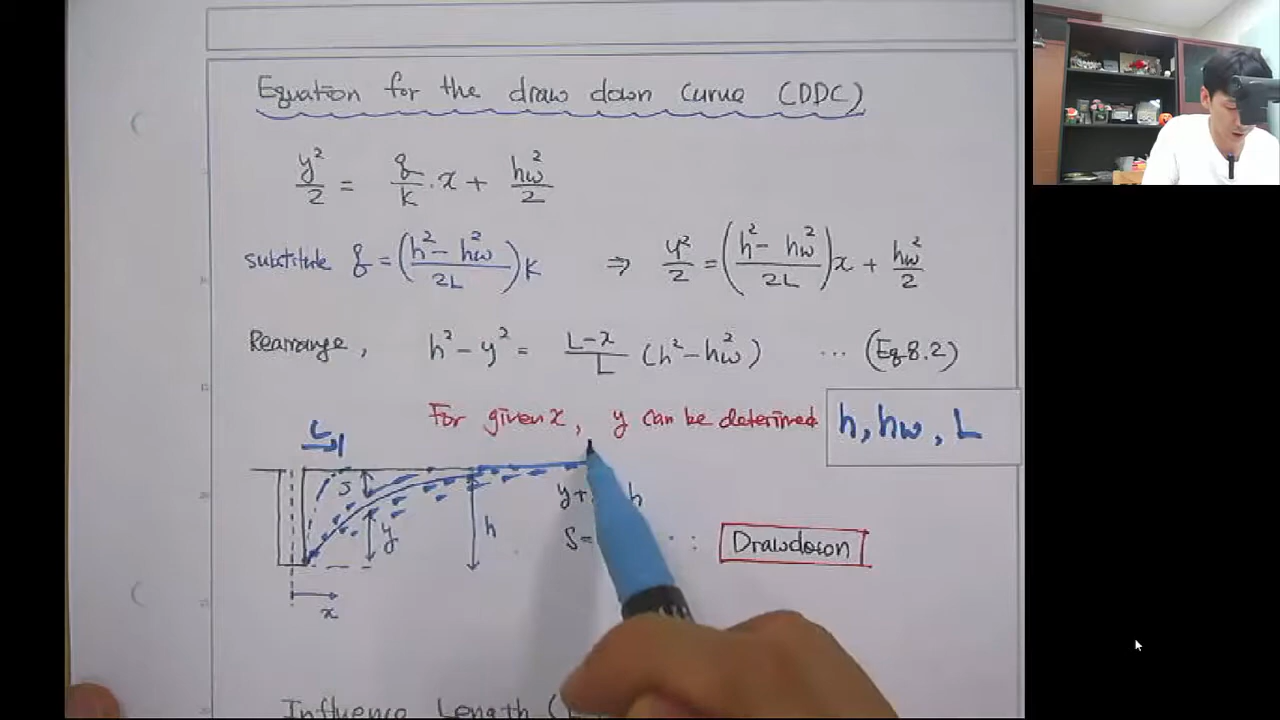 Equation for the draw down curve (DDC)
y²/2 = q/k · x + hw²/2
substitute q = (h² - hw² / 2L) k ⇒ y²/2 = (h² - hw² / 2L) x + hw²/2
Rearrange, h² - y² = L-x/L (h² - hw²) ... (Eq 8.2)
For given x, y can be determined h, hw, L
L
S
y
h
x
y+ h
S= Drawdown
Influence Length (